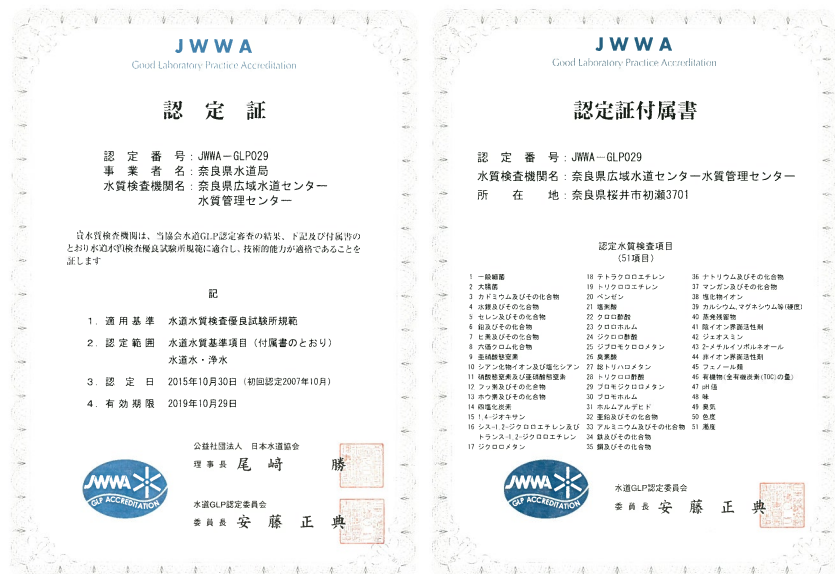 JWWA
Good Laboratory Practice Accreditation
認定証
認定番号：JWWA－GLP029
事業者名：奈良県水道局
水質検査機関名：奈良県広域水道センター
水質管理センター
貴水質検査機関は、当協会水道GLP認定審査の結果、下記及び付属書の
とおり水道水質検査優良試験所規範に適合し、技術的能力が適格であることを
証します
記
1．適用基準 水道水質検査優良試験所規範
2．認定範囲 水道水質基準項目（付属書のとおり）
水道水・浄水
3．認定日 2015年10月30日（初回認定2007年10月）
4．有効期限 2019年10月29日
公益社団法人 日本水道協会
理事長 尾﨑 勝
水道GLP認定委員会
委員長 安藤正典
JWWA
GLP ACCREDITATION
JWWA
Good Laboratory Practice Accreditation
認定証付属書
認定番号：JWWA－GLP029
水質検査機関名：奈良県広域水道センター水質管理センター
所在地：奈良県桜井市初瀬3701
認定水質検査項目
（51項目）
1 一般細菌
2 大腸菌
3 カドミウム及びその化合物
4 水銀及びその化合物
5 セレン及びその化合物
6 鉛及びその化合物
7 ヒ素及びその化合物
8 六価クロム化合物
9 亜硝酸態窒素
10 シアン化物イオン及び塩化シアン
11 硝酸態窒素及び亜硝酸態窒素
12 フッ素及びその化合物
13 ホウ素及びその化合物
14 四塩化炭素
15 1,4-ジオキサン
16 シス-1,2-ジクロロエチレン及び
トランス-1,2-ジクロロエチレン
17 ジクロロメタン
18 テトラクロロエチレン
19 トリクロロエチレン
20 ベンゼン
21 塩素酸
22 クロロ酢酸
23 クロロホルム
24 ジクロロ酢酸
25 ジブロモクロロメタン
26 臭素酸
27 総トリハロメタン
28 トリクロロ酢酸
29 ブロモジクロロメタン
30 ブロモホルム
31 ホルムアルデヒド
32 亜鉛及びその化合物
33 アルミニウム及びその化合物
34 鉄及びその化合物
35 銅及びその化合物
36 ナトリウム及びその化合物
37 マンガン及びその化合物
38 塩化物イオン
39 カルシウム、マグネシウム等(硬度)
40 蒸発残留物
41 陰イオン界面活性剤
42 ジェオスミン
43 2-メチルイソボルネオール
44 非イオン界面活性剤
45 フェノール類
46 有機物(全有機炭素(TOC)の量)
47 pH値
48 味
49 臭気
50 色度
51 濁度
水道GLP認定委員会
委員長 安藤正典
JWWA
GLP ACCREDITATION